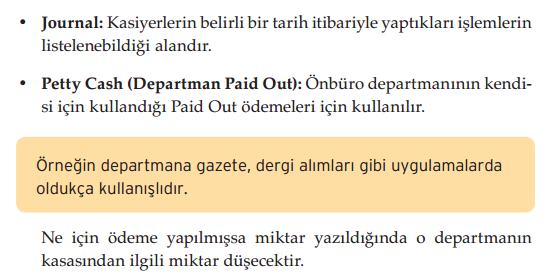 • Journal: Kasiyerlerin belirli bir tarih itibariyle yaptıkları işlemlerin
listelenebildiği alandır.
• Petty Cash (Departman Paid Out): Önbüro departmanının kendi-
si için kullandığı Paid Out ödemeleri için kullanılır.
Örneğin departmana gazete, dergi alımları gibi uygulamalarda
oldukça kullanışlıdır.
Ne için ödeme yapılmışsa miktar yazıldığında o departmanın
kasasından ilgili miktar düşecektir.